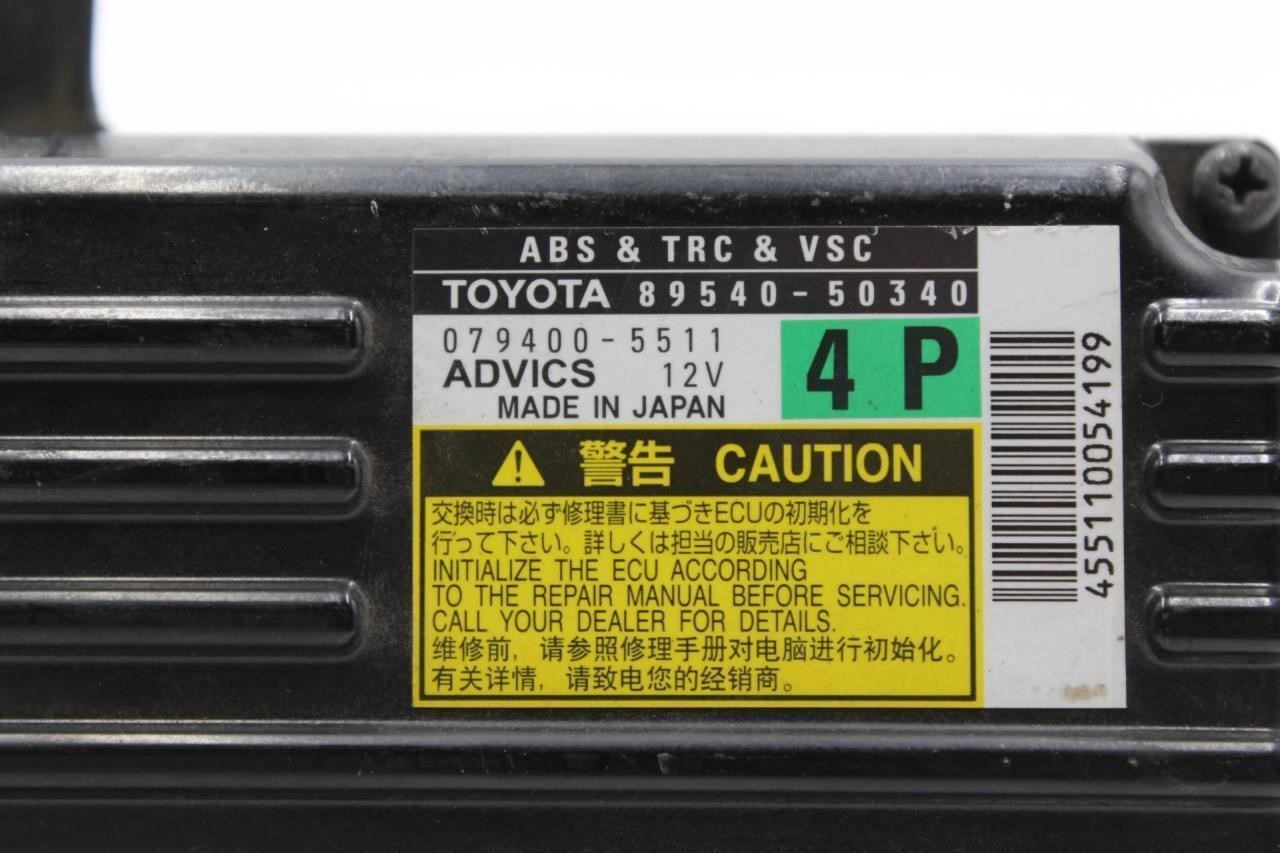 ABS & TRC & VSC
TOYOTA 89540-50340
079400-5511
ADVICS 12V
MADE IN JAPAN
4P
警告 CAUTION
交換時は必ず修理書に基づきECUの初期化を
行って下さい。詳しくは担当の販売店にご相談下さい。
INITIALIZE THE ECU ACCORDING
TO THE REPAIR MANUAL BEFORE SERVICING.
CALL YOUR DEALER FOR DETAILS.
维修前，请参照修理手册对电脑进行初始化。
有关详情，请致电您的经销商。
455110054199